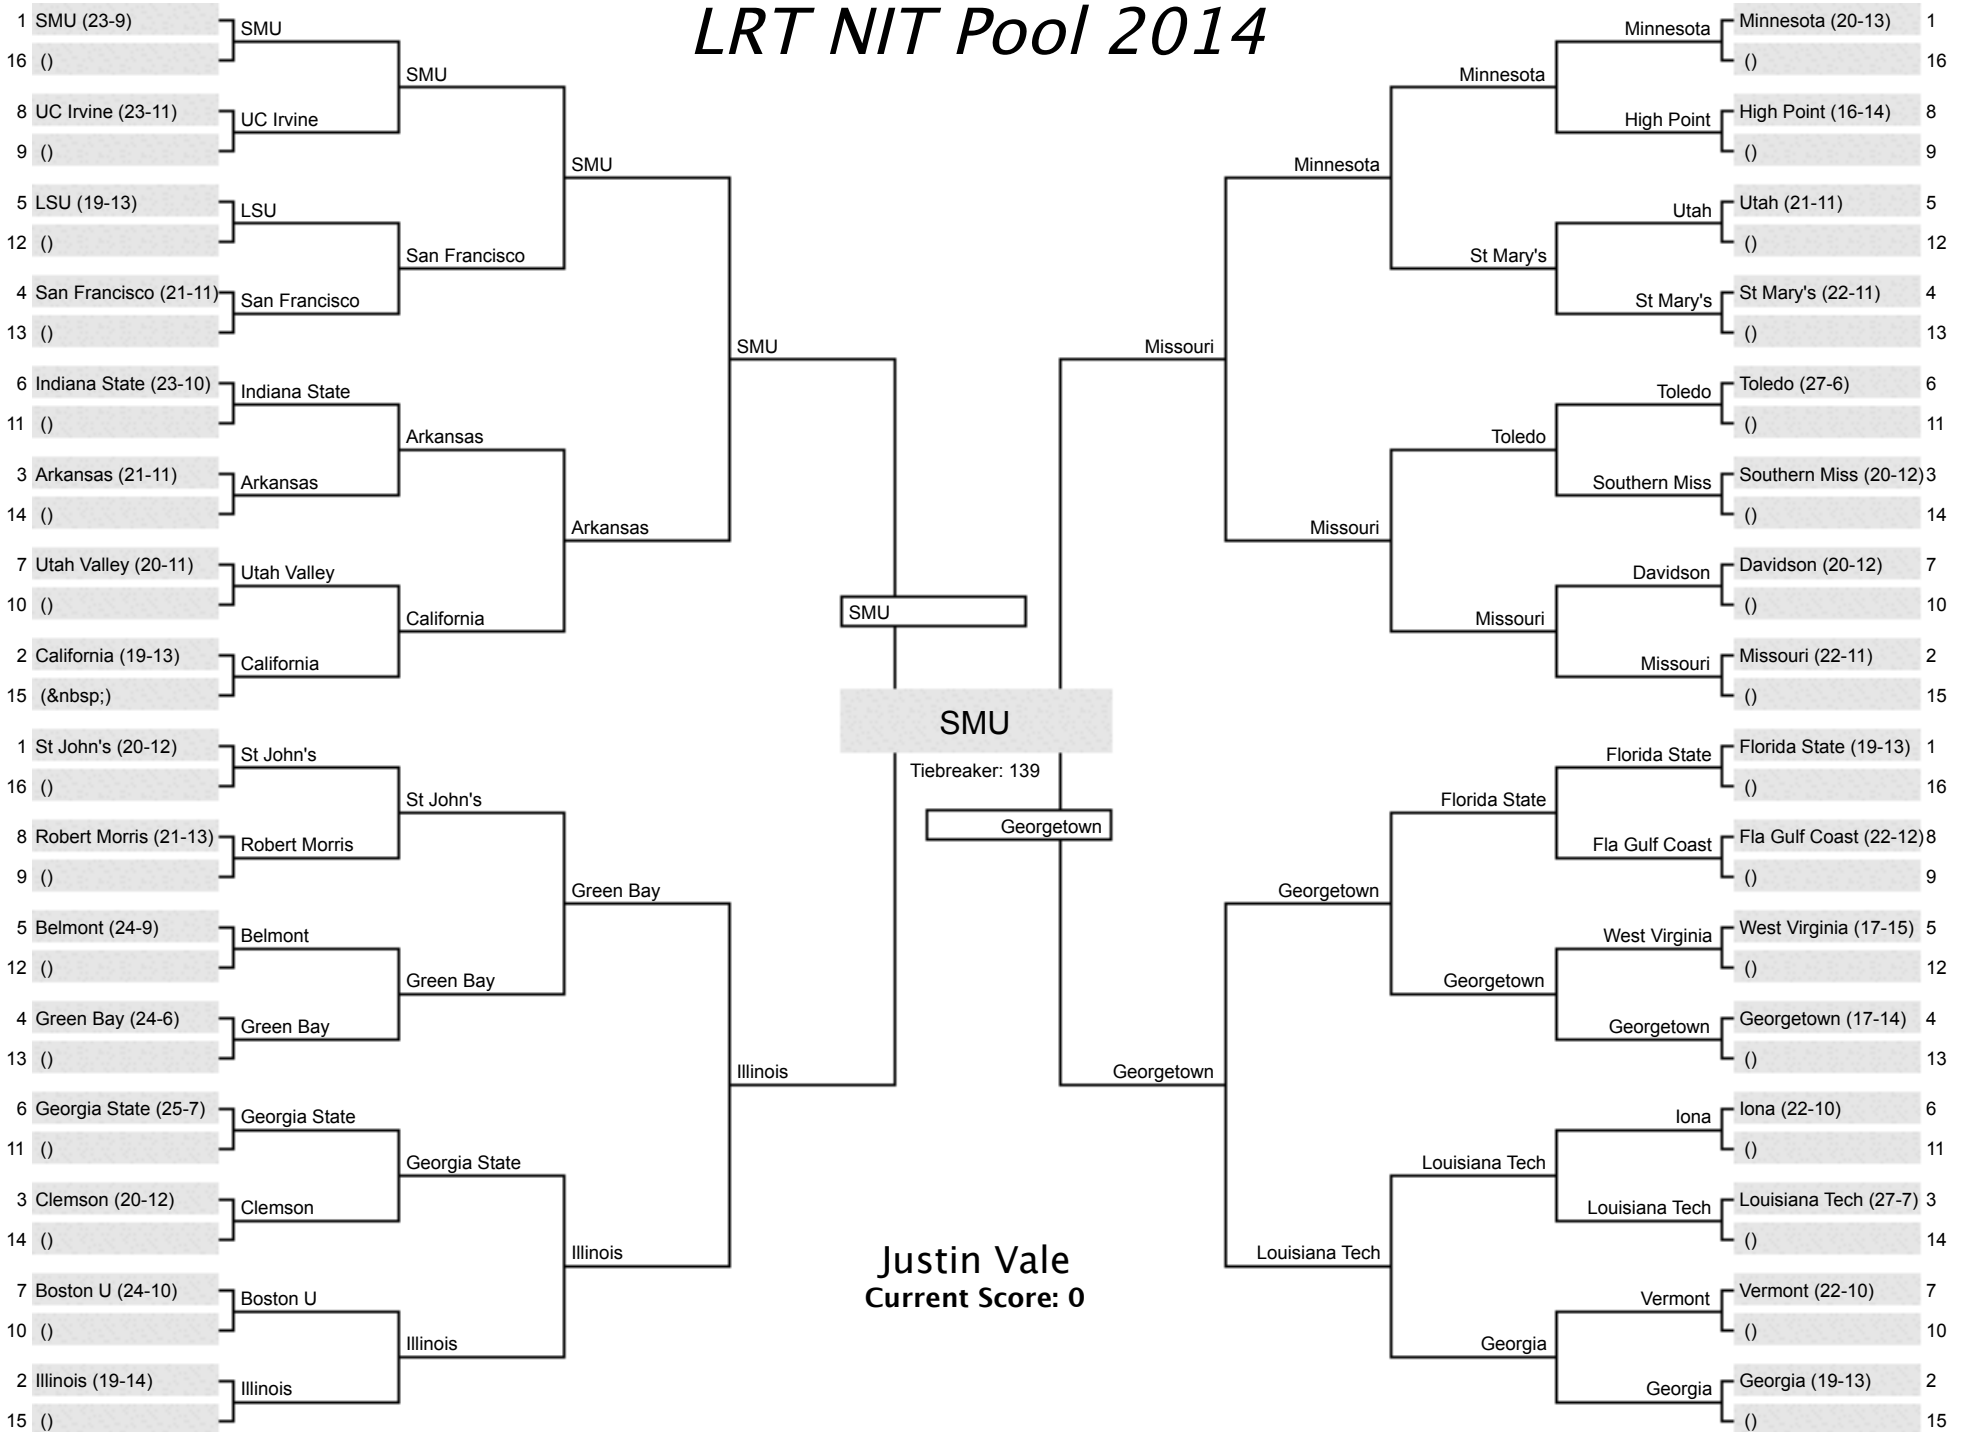 LRT NIT Pool 2014
1 SMU (23-9)
16 ()
8 UC Irvine (23-11)
9 ()
5 LSU (19-13)
12 ()
4 San Francisco (21-11)
13 ()
6 Indiana State (23-10)
11 ()
3 Arkansas (21-11)
14 ()
7 Utah Valley (20-11)
10 ()
2 California (19-13)
15 (&nbsp;)
1 St John's (20-12)
16 ()
8 Robert Morris (21-13)
9 ()
5 Belmont (24-9)
12 ()
4 Green Bay (24-6)
13 ()
6 Georgia State (25-7)
11 ()
3 Clemson (20-12)
14 ()
7 Boston U (24-10)
10 ()
2 Illinois (19-14)
15 ()
SMU
UC Irvine
LSU
San Francisco
Indiana State
Arkansas
Utah Valley
California
St John's
Robert Morris
Belmont
Green Bay
Georgia State
Clemson
Boston U
Illinois
SMU
San Francisco
Arkansas
California
St John's
Green Bay
Georgia State
Illinois
SMU
Arkansas
Green Bay
Illinois
SMU
Illinois
SMU
SMU
Tiebreaker: 139
Georgetown
Justin Vale
Current Score: 0
Missouri
Georgetown
Minnesota
Missouri
Georgetown
Louisiana Tech
Minnesota
St Mary's
Toledo
Missouri
Florida State
Georgetown
Louisiana Tech
Georgia
Minnesota
High Point
Utah
St Mary's
Toledo
Southern Miss
Davidson
Missouri
Florida State
Fla Gulf Coast
West Virginia
Georgetown
Iona
Louisiana Tech
Vermont
Georgia
Minnesota (20-13) 1
() 16
High Point (16-14) 8
() 9
Utah (21-11) 5
() 12
St Mary's (22-11) 4
() 13
Toledo (27-6) 6
() 11
Southern Miss (20-12) 3
() 14
Davidson (20-12) 7
() 10
Missouri (22-11) 2
() 15
Florida State (19-13) 1
() 16
Fla Gulf Coast (22-12) 8
() 9
West Virginia (17-15) 5
() 12
Georgetown (17-14) 4
() 13
Iona (22-10) 6
() 11
Louisiana Tech (27-7) 3
() 14
Vermont (22-10) 7
() 10
Georgia (19-13) 2
() 15